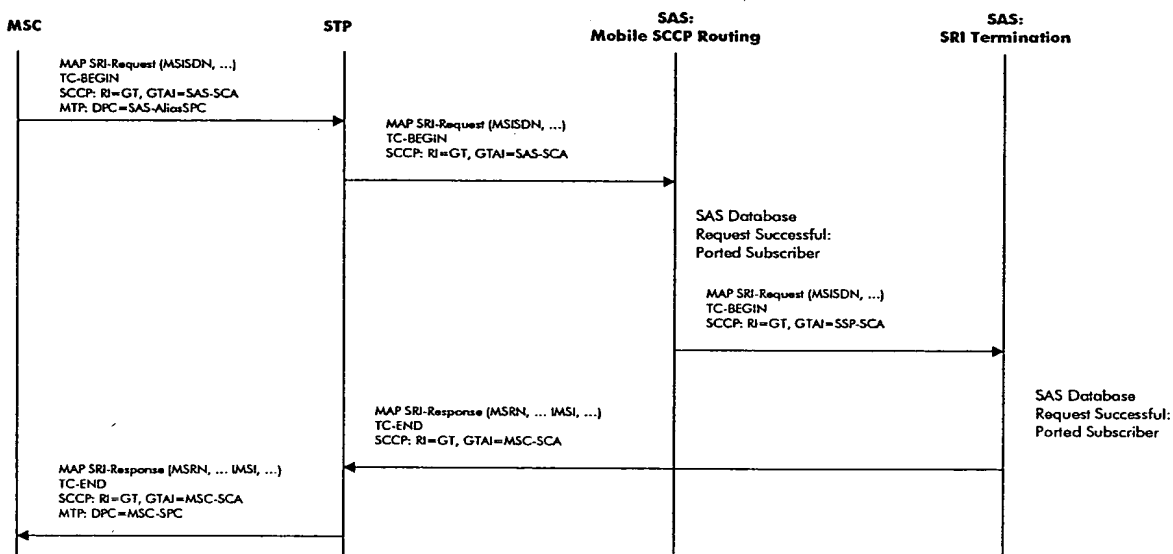 MSC
STP
SAS:
Mobile SCCP Routing
SAS:
SRI Termination
MAP SRI-Request (MSISDN, ...)
TC-BEGIN
SCCP: RI=GT, GTAI=SAS-SCA
MTP: DPC=SAS-AliasSPC
MAP SRI-Request (MSISDN, ...)
TC-BEGIN
SCCP: RI=GT, GTAI=SAS-SCA
SAS Database
Request Successful:
Ported Subscriber
MAP SRI-Request (MSISDN, ...)
TC-BEGIN
SCCP: RI=GT, GTAI=SSP-SCA
SAS Database
Request Successful:
Ported Subscriber
MAP SRI-Response (MSRN, ... IMSI, ...)
TC-END
SCCP: RI=GT, GTAI=MSC-SCA
MAP SRI-Response (MSRN, ... IMSI, ...)
TC-END
SCCP: RI=GT, GTAI=MSC-SCA
MTP: DPC=MSC-SPC